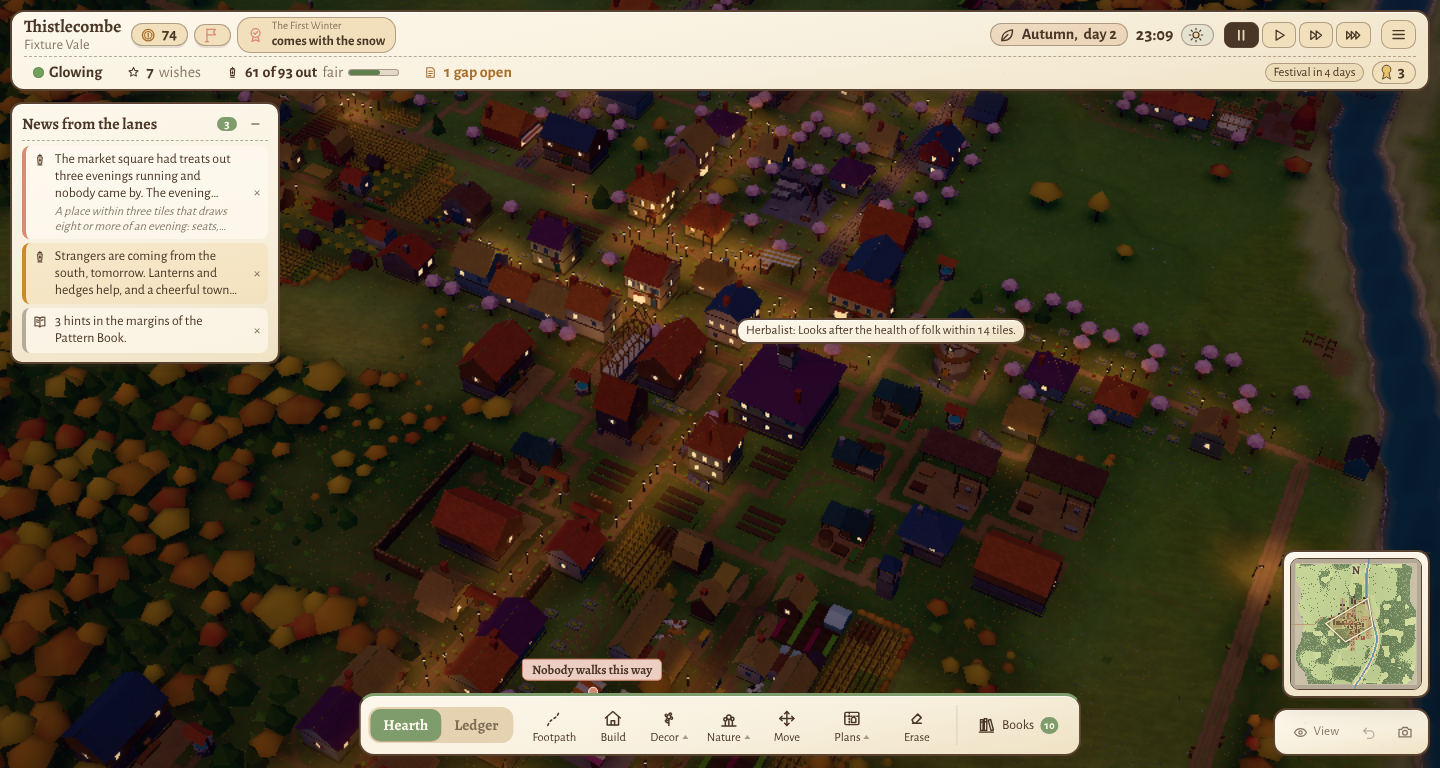 Thistlecombe
Fixture Vale
74
The First Winter
comes with the snow
Autumn, day 2
23:09
Glowing
7 wishes
61 of 93 out fair
1 gap open
Festival in 4 days
3
News from the lanes
3
The market square had treats out
three evenings running and
nobody came by. The evening…
A place within three tiles that draws
eight or more of an evening: seats,…
Strangers are coming from the
south, tomorrow. Lanterns and
hedges help, and a cheerful town…
3 hints in the margins of the
Pattern Book.
Herbalist: Looks after the health of folk within 14 tiles.
Nobody walks this way
N
Hearth
Ledger
Footpath
Build
Decor
Nature
Move
Plans
Erase
Books
10
View